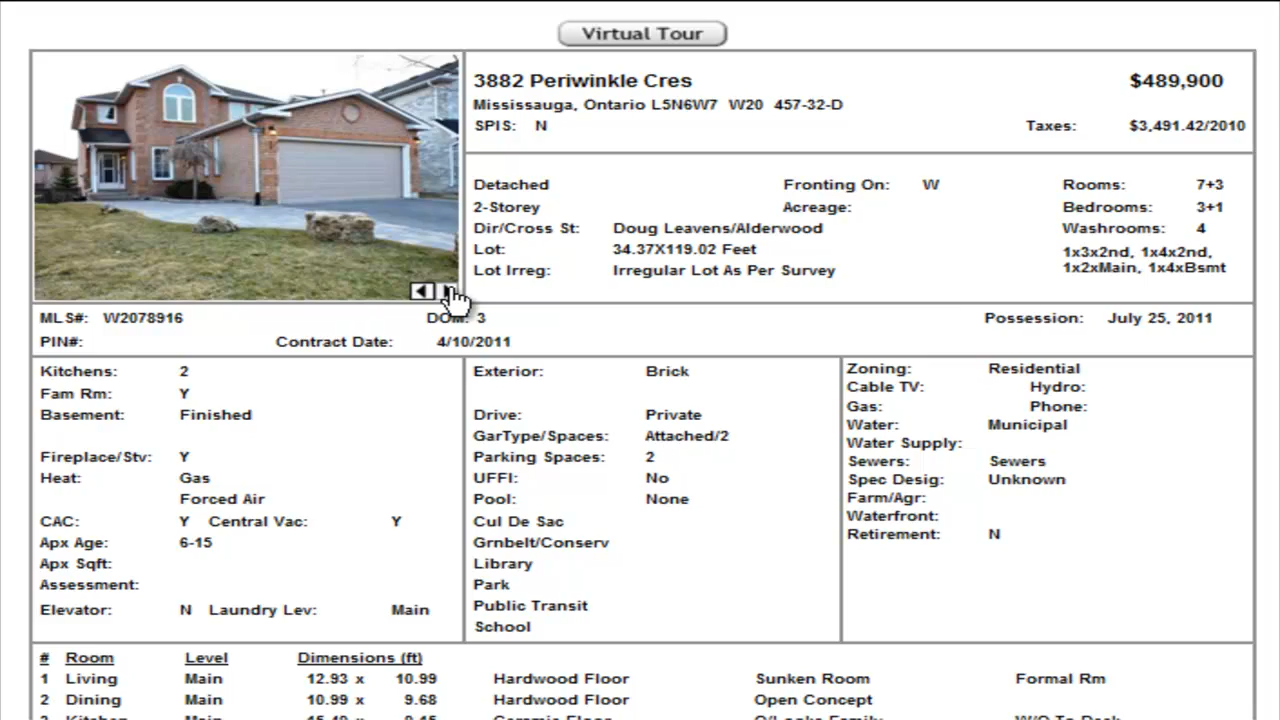 Virtual Tour
3882 Periwinkle Cres $489,900
Mississauga, Ontario L5N6W7 W20 457-32-D
SPIS: N Taxes: $3,491.42/2010
Detached Fronting On: W Rooms: 7+3
2-Storey Acreage: Bedrooms: 3+1
Dir/Cross St: Doug Leavens/Alderwood Washrooms: 4
Lot: 34.37X119.02 Feet 1x3x2nd, 1x4x2nd,
Lot Irreg: Irregular Lot As Per Survey 1x2xMain, 1x4xBsmt
MLS#: W2078916 DOM: 3 Possession: July 25, 2011
PIN#: Contract Date: 4/10/2011
Kitchens: 2
Fam Rm: Y
Basement: Finished
Fireplace/Stv: Y
Heat: Gas
Forced Air
CAC: Y Central Vac: Y
Apx Age: 6-15
Apx Sqft:
Assessment:
Elevator: N Laundry Lev: Main
Exterior: Brick
Drive: Private
GarType/Spaces: Attached/2
Parking Spaces: 2
UFFI: No
Pool: None
Cul De Sac
Grnbelt/Conserv
Library
Park
Public Transit
School
Zoning: Residential
Cable TV: Hydro:
Gas: Phone:
Water: Municipal
Water Supply:
Sewers: Sewers
Spec Desig: Unknown
Farm/Agr:
Waterfront:
Retirement: N
# Room Level Dimensions (ft)
1 Living Main 12.93 x 10.99 Hardwood Floor Sunken Room Formal Rm
2 Dining Main 10.99 x 9.68 Hardwood Floor Open Concept